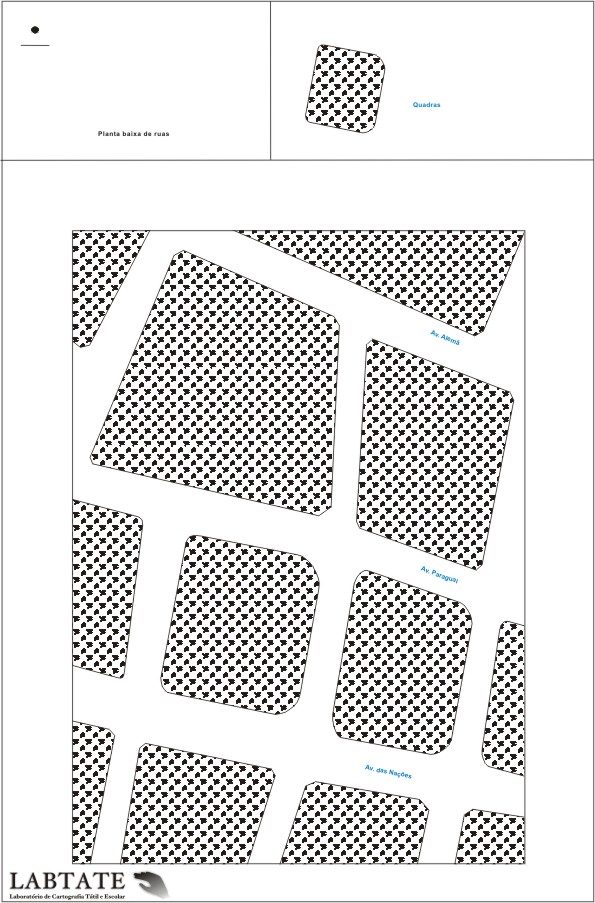 Planta baixa de ruas
Quadras
Av. Alemã
Av. Paraguai
Av. das Nações
LABTATE
Laboratório de Cartografia Tátil e Escolar